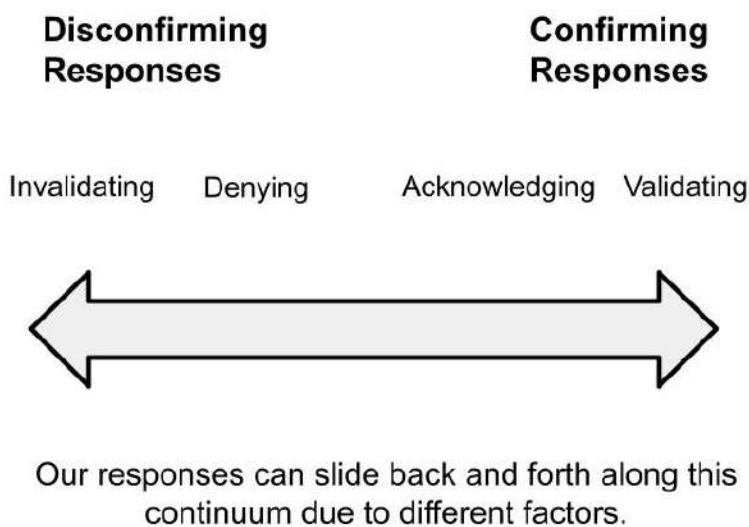 Disconfirming Responses
Confirming Responses
Invalidating Denying Acknowledging Validating
Our responses can slide back and forth along this
continuum due to different factors.